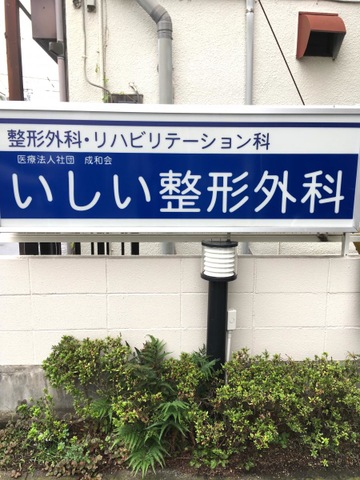 整形外科・リハビリテーション科
医療法人社団 成和会
いしい整形外科